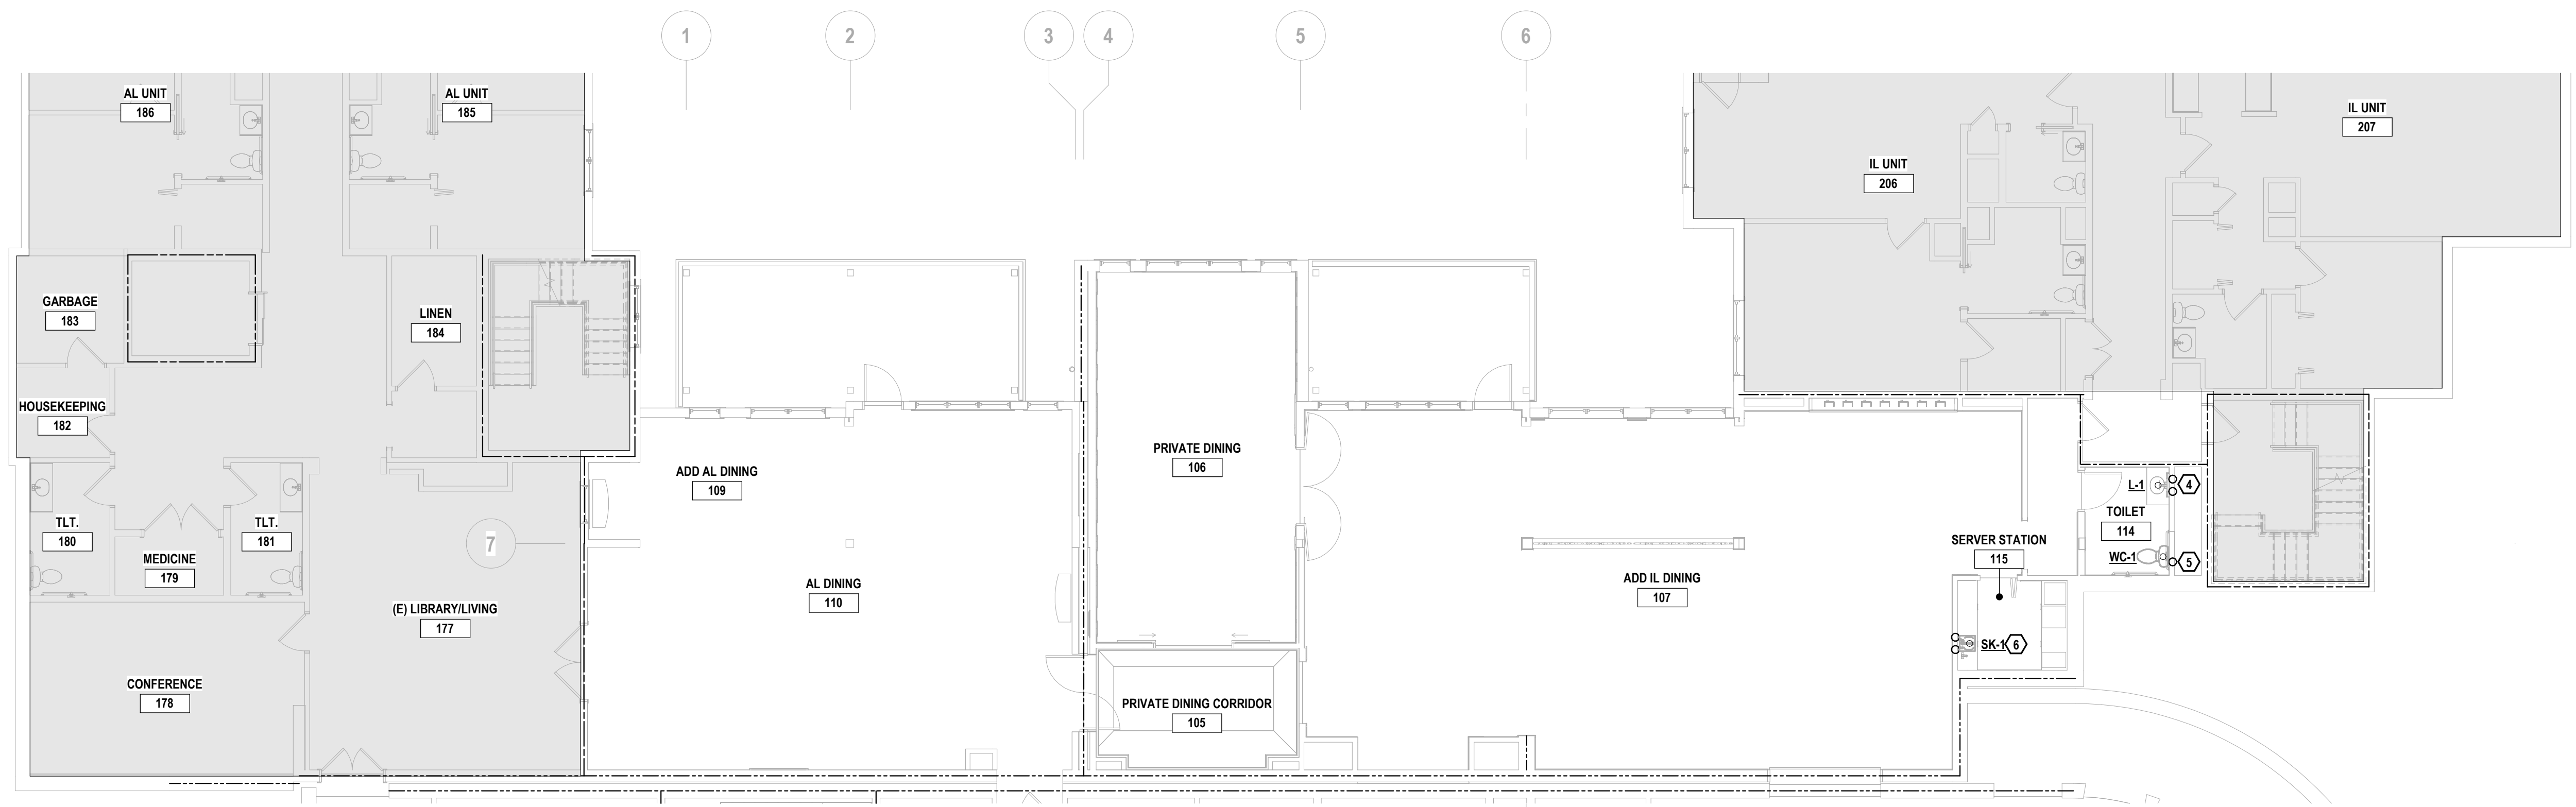 1
2
3
4
5
6
AL UNIT
186
AL UNIT
185
IL UNIT
207
IL UNIT
206
GARBAGE
183
LINEN
184
HOUSEKEEPING
182
PRIVATE DINING
106
ADD AL DINING
109
L-1
4
TOILET
114
WC-1
5
TLT.
180
TLT.
181
7
MEDICINE
179
SERVER STATION
115
AL DINING
110
ADD IL DINING
107
(E) LIBRARY/LIVING
177
SK-1
6
CONFERENCE
178
PRIVATE DINING CORRIDOR
105